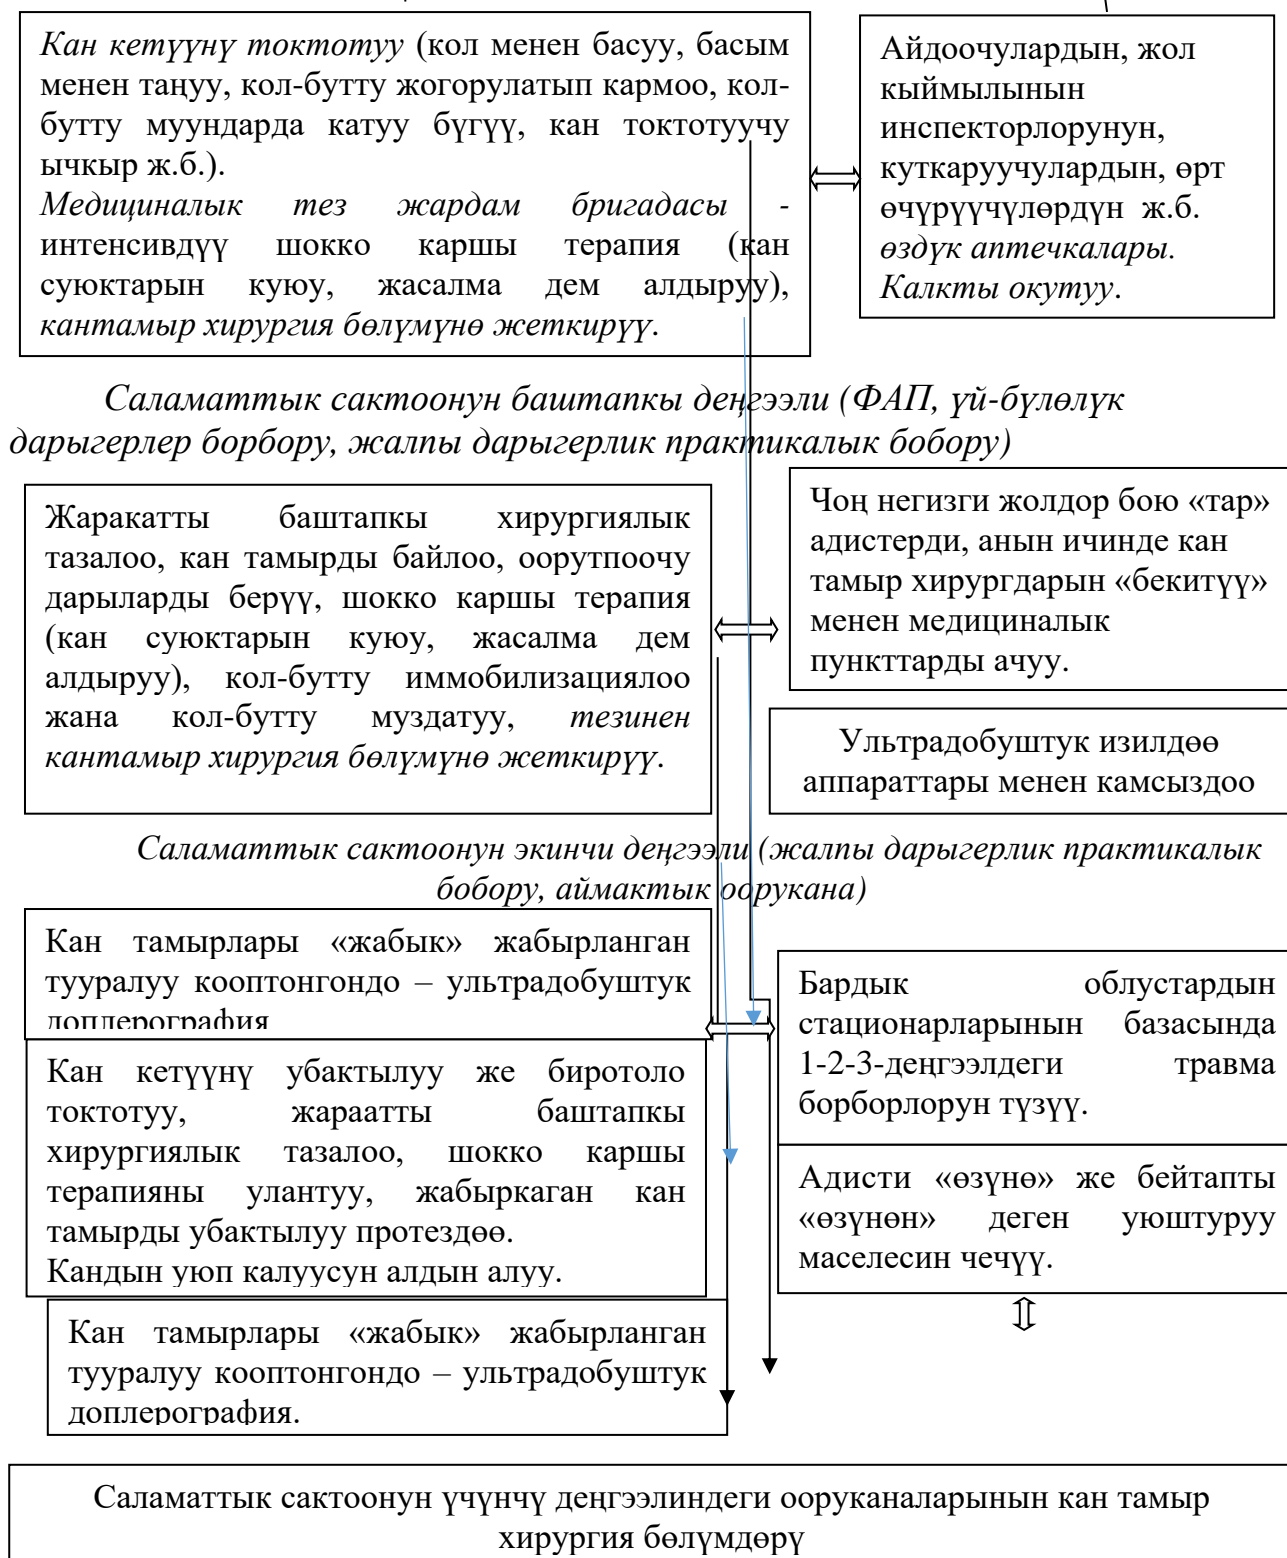 Кан кетүүнү токтотуу (кол менен басуу, басым
менен таңуу, кол-бутту жогорулатып кармоо, кол-
бутту муундарда катуу бүгүү, кан токтотуучу
ычкыр ж.б.).
Медициналык тез жардам бригадасы -
интенсивдүү шокко каршы терапия (кан
суюктарын куюу, жасалма дем алдыруу),
кантамыр хирургия бөлүмүнө жеткирүү.
Айдоочулардын, жол
кыймылынын
инспекторлорунун,
куткаруучулардын, өрт
өчүрүүчүлөрдүн ж.б.
өздүк аптечкалары.
Калкты окутуу.
Саламаттык сактоонун баштапкы деңгээли (ФАП, үй-бүлөлүк
дарыгерлер борбору, жалпы дарыгерлик практикалык бобору)
Жаракатты баштапкы хирургиялык
тазалоо, кан тамырды байлоо, оорутпоочу
дарыларды берүү, шокко каршы терапия
(кан суюктарын куюу, жасалма дем
алдыруу), кол-бутту иммобилизациялоо
жана кол-бутту муздатуу, тезинен
кантамыр хирургия бөлүмүнө жеткирүү.
Чоң негизги жолдор бою «тар»
адистерди, анын ичинде кан
тамыр хирургдарын «бекитүү»
менен медициналык
пункттарды ачуу.
Ультрадобуштук изилдөө
аппараттары менен камсыздоо
Саламаттык сактоонун экинчи деңгээли (жалпы дарыгерлик практикалык
бобору, аймактык оорукана)
Кан тамырлары «жабык» жабырланган
тууралуу кооптонгондо – ультрадобуштук
доплерография
Кан кетүүнү убактылуу же биротоло
токтотуу, жараатты баштапкы
хирургиялык тазалоо, шокко каршы
терапияны улантуу, жабыркаган кан
тамырды убактылуу протездөө.
Кандын уюп калуусун алдын алуу.
Кан тамырлары «жабык» жабырланган
тууралуу кооптонгондо – ультрадобуштук
доплерография.
Бардык облустардын
стационарларынын базасында
1-2-3-деңгээлдеги травма
борборлорун түзүү.
Адисти «өзүнө» же бейтапты
«өзүнөн» деген уюштуруу
маселесин чечүү.
Саламаттык сактоонун үчүнчү деңгээлиндеги ооруканаларынын кан тамыр
хирургия бөлүмдөрү